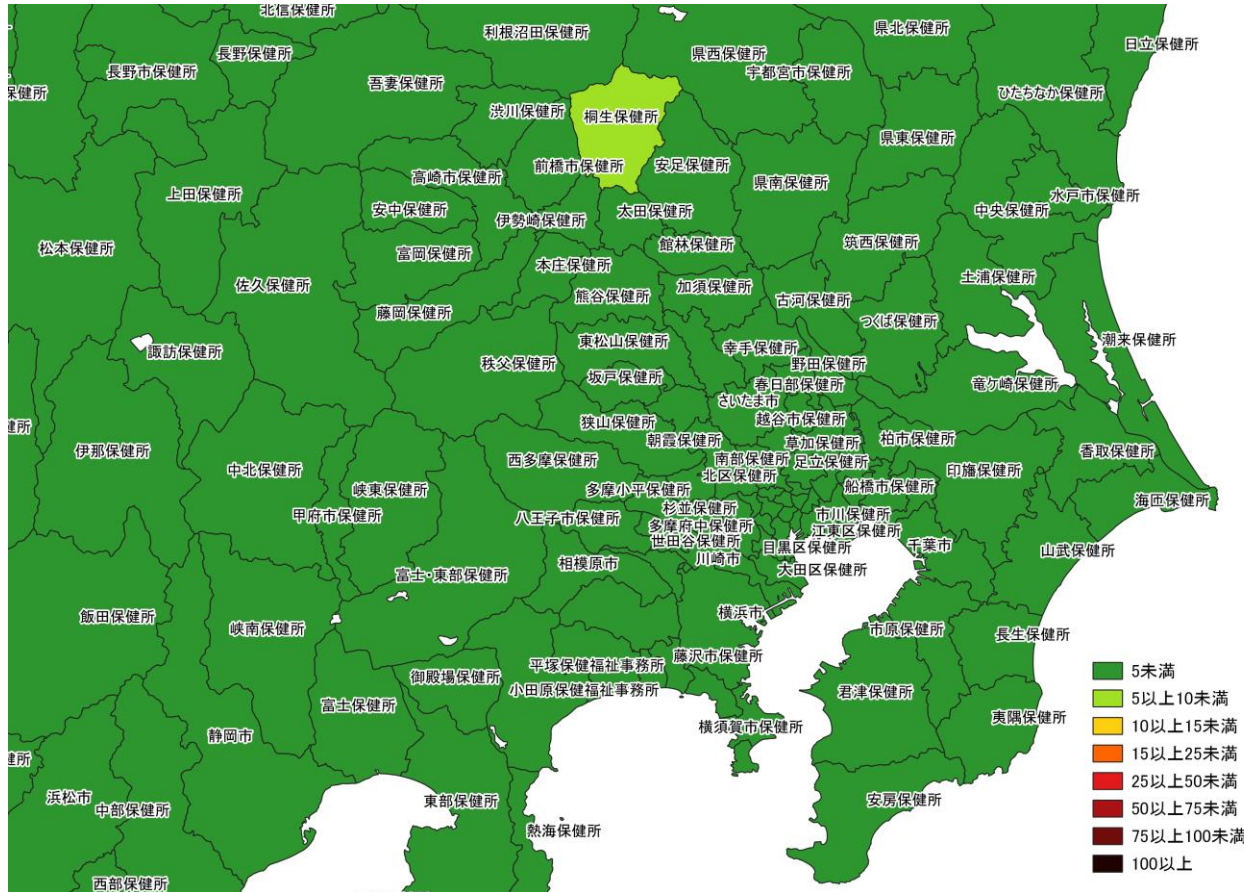 北信保健所
利根沼田保健所
県北保健所
日立保健所
長野保健所
長野市保健所
県西保健所
宇都宮市保健所
吾妻保健所
保健所
ひたちなか保健所
渋川保健所
桐生保健所
県東保健所
前橋市保健所
安足保健所
高崎市保健所
県南保健所
上田保健所
水戸市保健所
安中保健所
伊勢崎保健所
太田保健所
中央保健所
松本保健所
富岡保健所
館林保健所
筑西保健所
本庄保健所
土浦保健所
佐久保健所
熊谷保健所
加須保健所
古河保健所
藤岡保健所
つくば保健所
東松山保健所
潮来保健所
諏訪保健所
秩父保健所
幸手保健所
野田保健所
坂戸保健所
春日部保健所
竜ケ崎保健所
さいたま市
狭山保健所
越谷市保健所
健所
朝霞保健所
草加保健所
柏市保健所
伊那保健所
香取保健所
中北保健所
峡東保健所
西多摩保健所
南部保健所
足立保健所
印旛保健所
北区保健所
多摩小平保健所
船橋市保健所
海匝保健所
甲府市保健所
八王子市保健所
杉並保健所
市川保健所
多摩府中保健所
江東区保健所
世田谷保健所
目黒区保健所
千葉市
山武保健所
川崎市
相模原市
大田区保健所
富士・東部保健所
飯田保健所
峡南保健所
横浜市
市原保健所
長生保健所
藤沢市保健所
平塚保健福祉事務所
御殿場保健所
小田原保健福祉事務所
君津保健所
富士保健所
夷隅保健所
横須賀市保健所
静岡市
健所
浜松市
中部保健所
東部保健所
安房保健所
熱海保健所
西部保健所
5未満
5以上10未満
10以上15未満
15以上25未満
25以上50未満
50以上75未満
75以上100未満
100以上